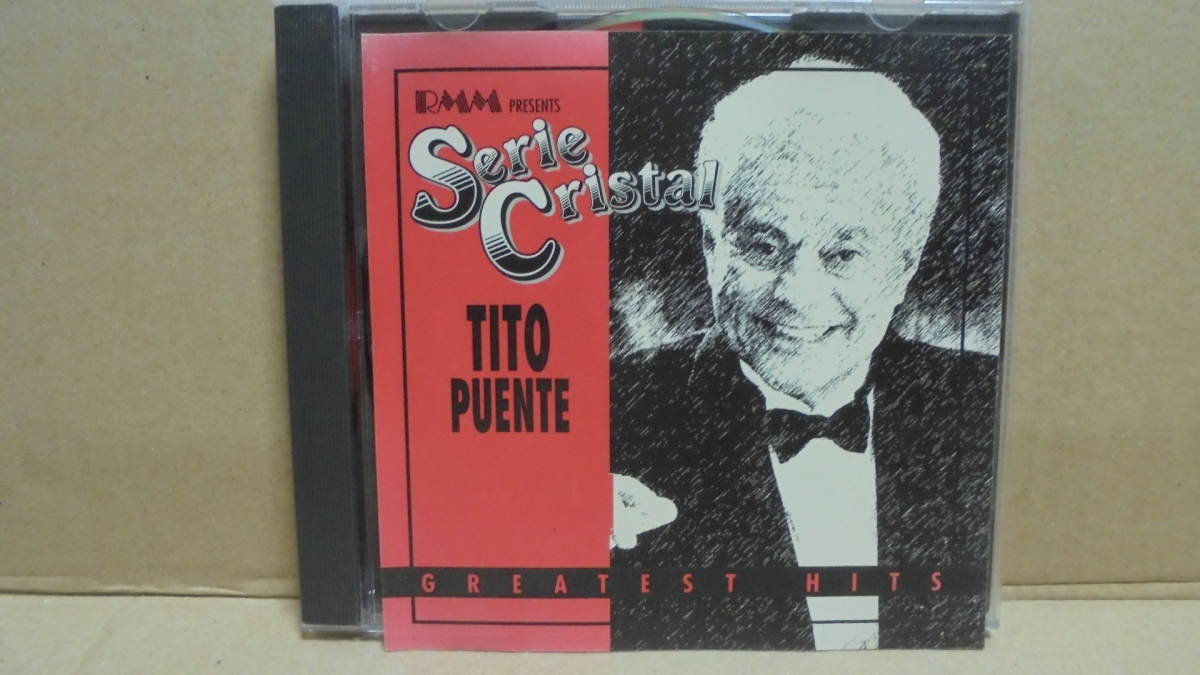 RMM PRESENTS
Serie
Cristal
TITO
PUENTE
GREATEST HITS